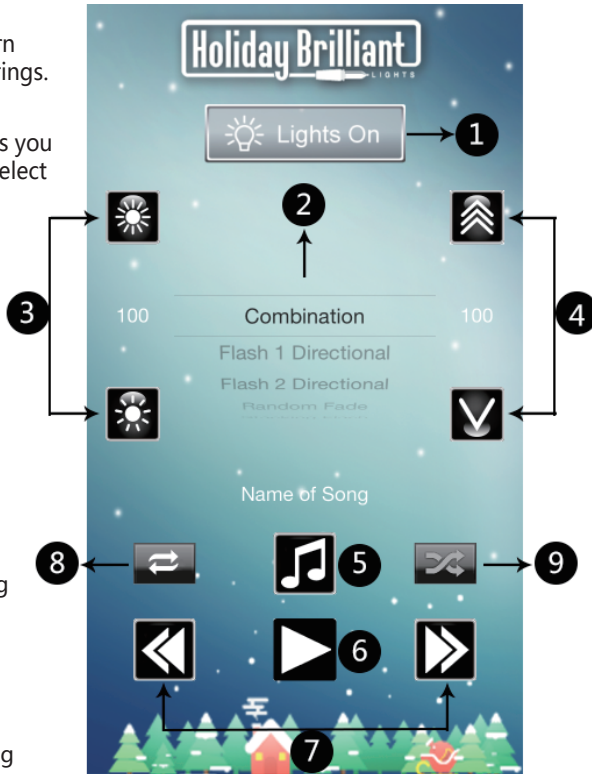 rn
rings.
s you
elect
g
g
Holiday Brilliant
LIGHTS
Lights On
1
2
3
4
100
Combination
100
Flash 1 Directional
Flash 2 Directional
Random Fade
Name of Song
8
5
9
6
7